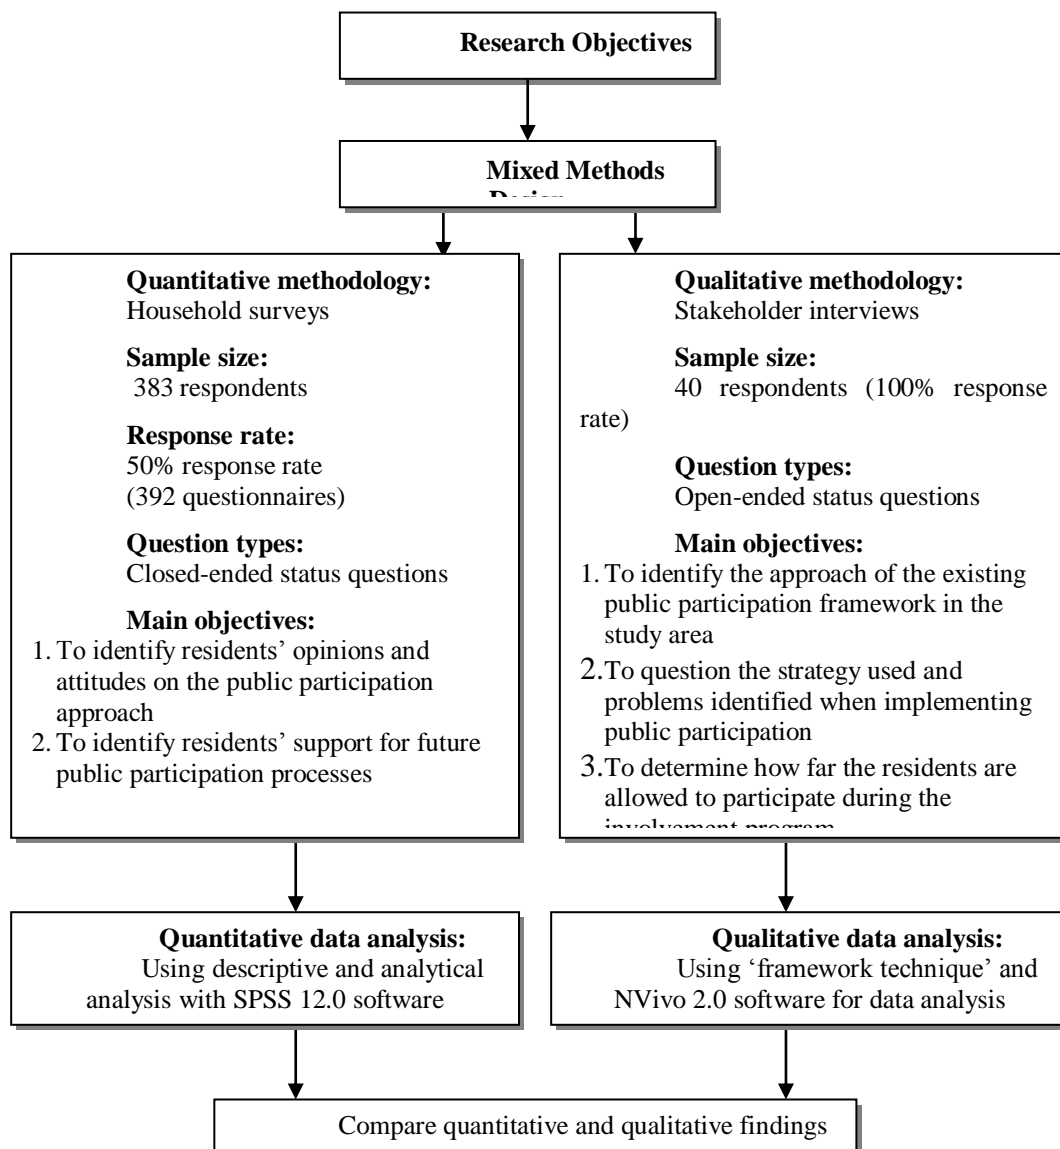 Research Objectives
Mixed Methods
Quantitative methodology:
Household surveys
Sample size:
383 respondents
Response rate:
50% response rate
(392 questionnaires)
Question types:
Closed-ended status questions
Main objectives:
1. To identify residents’ opinions and
attitudes on the public participation
approach
2. To identify residents’ support for future
public participation processes
Qualitative methodology:
Stakeholder interviews
Sample size:
40 respondents (100% response
rate)
Question types:
Open-ended status questions
Main objectives:
1. To identify the approach of the existing
public participation framework in the
study area
2. To question the strategy used and
problems identified when implementing
public participation
3. To determine how far the residents are
allowed to participate during the
involvement program
Quantitative data analysis:
Using descriptive and analytical
analysis with SPSS 12.0 software
Qualitative data analysis:
Using ‘framework technique’ and
NVivo 2.0 software for data analysis
Compare quantitative and qualitative findings